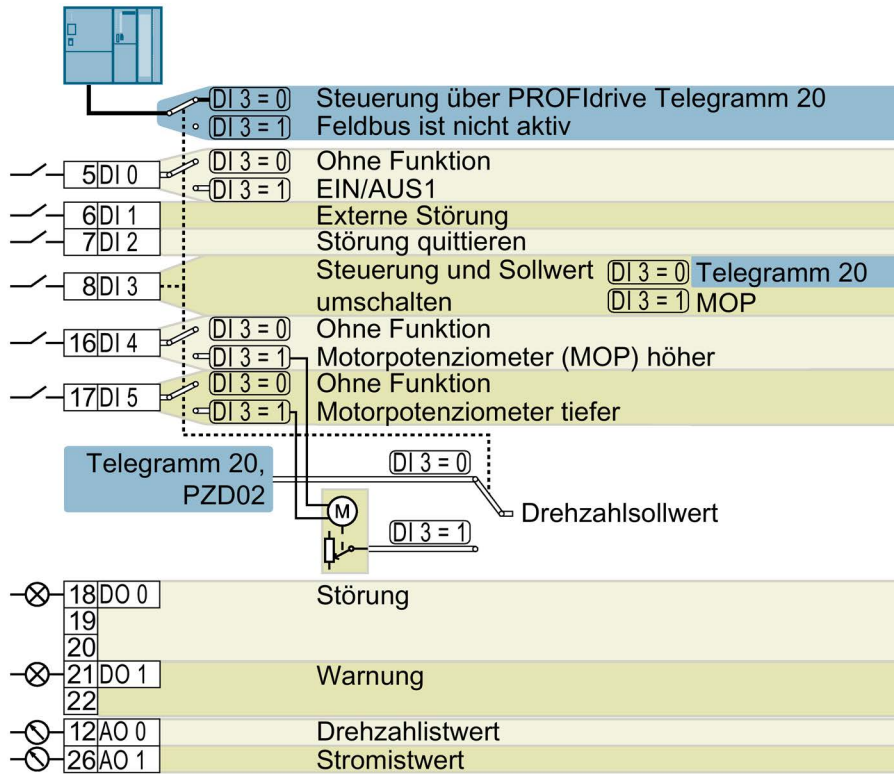 DI 3 = 0 Steuerung über PROFIdrive Telegramm 20
DI 3 = 1 Feldbus ist nicht aktiv
5 DI 0 DI 3 = 0 Ohne Funktion
DI 3 = 1 EIN/AUS1
6 DI 1 Externe Störung
7 DI 2 Störung quittieren
8 DI 3 Steuerung und Sollwert DI 3 = 0 Telegramm 20
umschalten DI 3 = 1 MOP
16 DI 4 DI 3 = 0 Ohne Funktion
DI 3 = 1 Motorpotenziometer (MOP) höher
17 DI 5 DI 3 = 0 Ohne Funktion
DI 3 = 1 Motorpotenziometer tiefer
Telegramm 20, DI 3 = 0
PZD02
M Drehzahlsollwert
DI 3 = 1
18 DO 0 Störung
19
20
21 DO 1 Warnung
22
12 AO 0 Drehzahlistwert
26 AO 1 Stromistwert